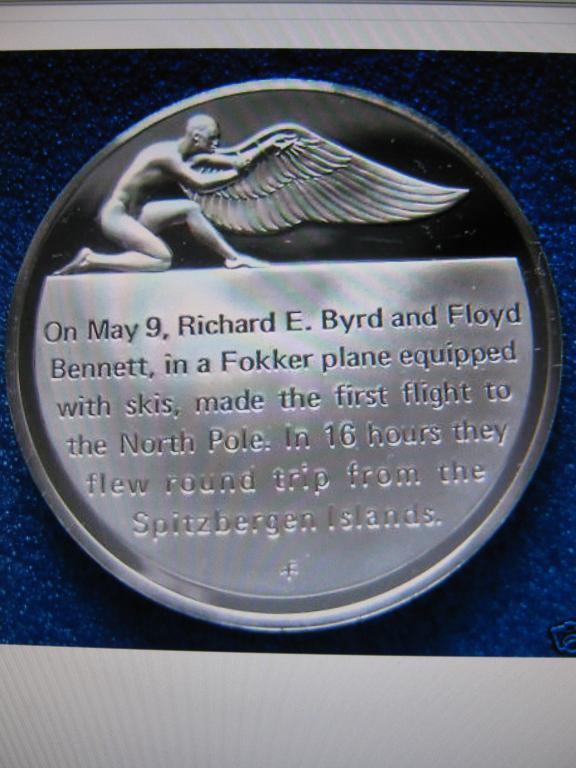 On May 9, Richard E. Byrd and Floyd
Bennett, in a Fokker plane equipped
with skis, made the first flight to
the North Pole. In 16 hours they
flew round trip from the
Spitzbergen Islands.